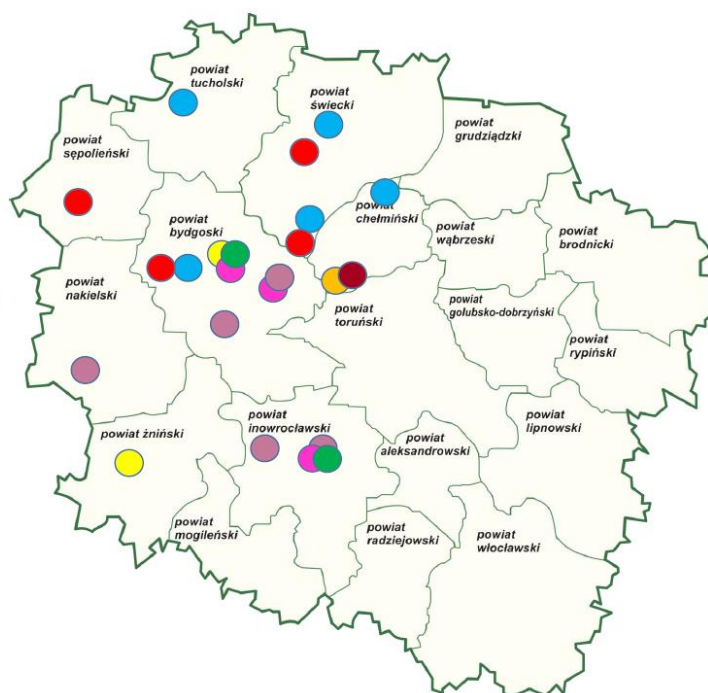 powiat
tucholski
powiat
świecki
powiat
grudziądzki
powiat
sępolieński
powiat
chełmiński
powiat
bydgoski
powiat
wąbrzeski
powiat
brodnicki
powiat
nakielski
powiat
toruński
powiat
golubsko-dobrzyński
powiat
rypiński
powiat
inowrocławski
powiat żniński
powiat
aleksandrowski
powiat
lipnowski
powiat
mogileński
powiat
radziejowski
powiat
włocławski